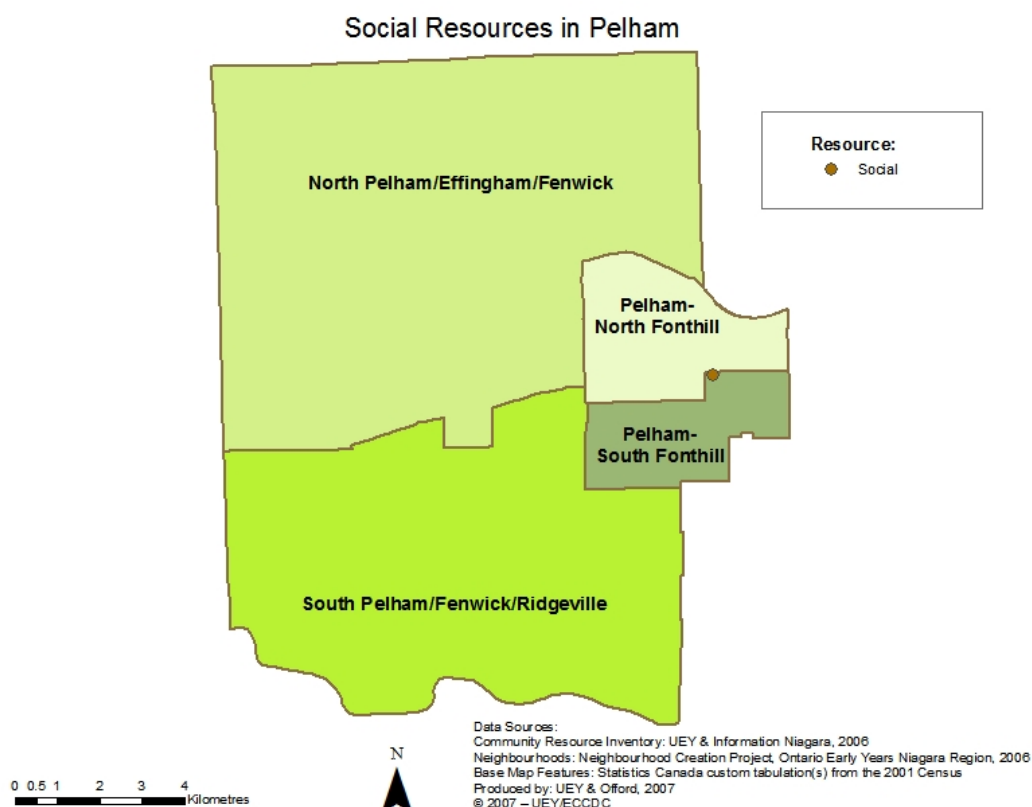 Social Resources in Pelham
Resource:
Social
North Pelham/Effingham/Fenwick
Pelham-
North Fonthill
Pelham-
South Fonthill
South Pelham/Fenwick/Ridgeville
Data Sources:
Community Resource Inventory: UEY & Information Niagara, 2006
Neighbourhoods: Neighbourhood Creation Project, Ontario Early Years Niagara Region, 2006
Base Map Features: Statistics Canada custom tabulation(s) from the 2001 Census
Produced by: UEY & Offord, 2007
© 2007 – UEY/ECCDC
N
0 0.5 1 2 3 4
Kilometres